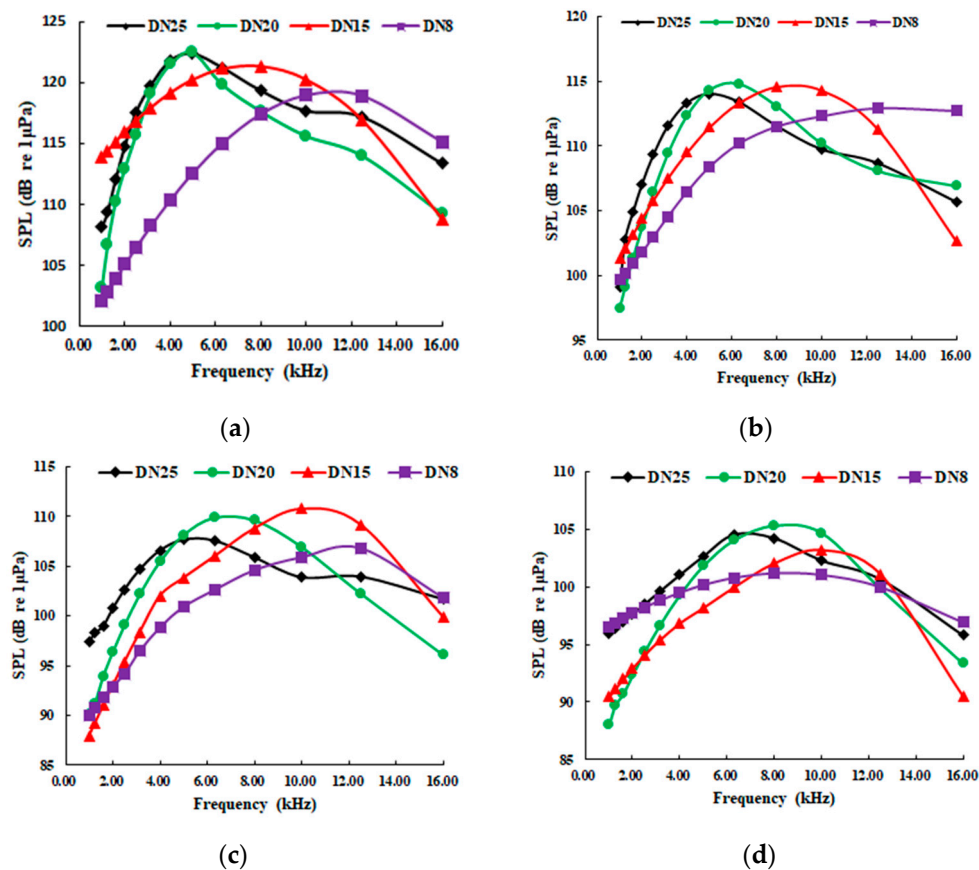 DN25 DN20 DN15 DN8
125
120
115
110
105
100
SPL (dB re 1μPa)
0.00 2.00 4.00 6.00 8.00 10.00 12.00 14.00 16.00
Frequency (kHz)
(a)
DN25 DN20 DN15 DN8
120
115
110
105
100
95
SPL (dB re 1μPa)
0.00 2.00 4.00 6.00 8.00 10.00 12.00 14.00 16.00
Frequency (kHz)
(b)
DN25 DN20 DN15 DN8
115
110
105
100
95
90
85
SPL (dB re 1μPa)
0.00 2.00 4.00 6.00 8.00 10.00 12.00 14.00 16.00
Frequency (kHz)
(c)
DN25 DN20 DN15 DN8
110
105
100
95
90
85
SPL (dB re 1μPa)
0.00 2.00 4.00 6.00 8.00 10.00 12.00 14.00 16.00
Frequency (kHz)
(d)